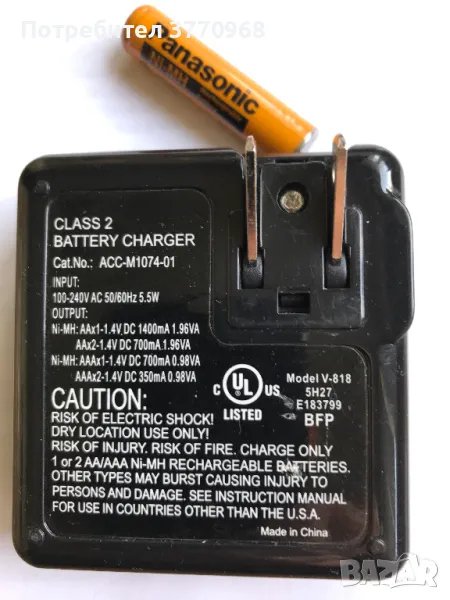 Потребител 3770968
Panasonic
Ni-MH
CLASS 2
BATTERY CHARGER
Cat.No.: ACC-M1074-01
INPUT:
100-240V AC 50/60Hz 5.5W
OUTPUT:
Ni-MH: AAx1-1.4V DC 1400mA 1.96VA
AAx2-1.4V DC 700mA 1.96VA
Ni-MH: AAAx1-1.4V DC 700mA 0.98VA
AAAx2-1.4V DC 350mA 0.98VA
C UL US
LISTED
Model V-818
5H27
E183799
BFP
CAUTION:
RISK OF ELECTRIC SHOCK!
DRY LOCATION USE ONLY!
RISK OF INJURY. RISK OF FIRE. CHARGE ONLY
1 or 2 AA/AAA Ni-MH RECHARGEABLE BATTERIES.
OTHER TYPES MAY BURST CAUSING INJURY TO
PERSONS AND DAMAGE. SEE INSTRUCTION MANUAL
FOR USE IN COUNTRIES OTHER THAN THE U.S.A.
Made in China
BAZAR